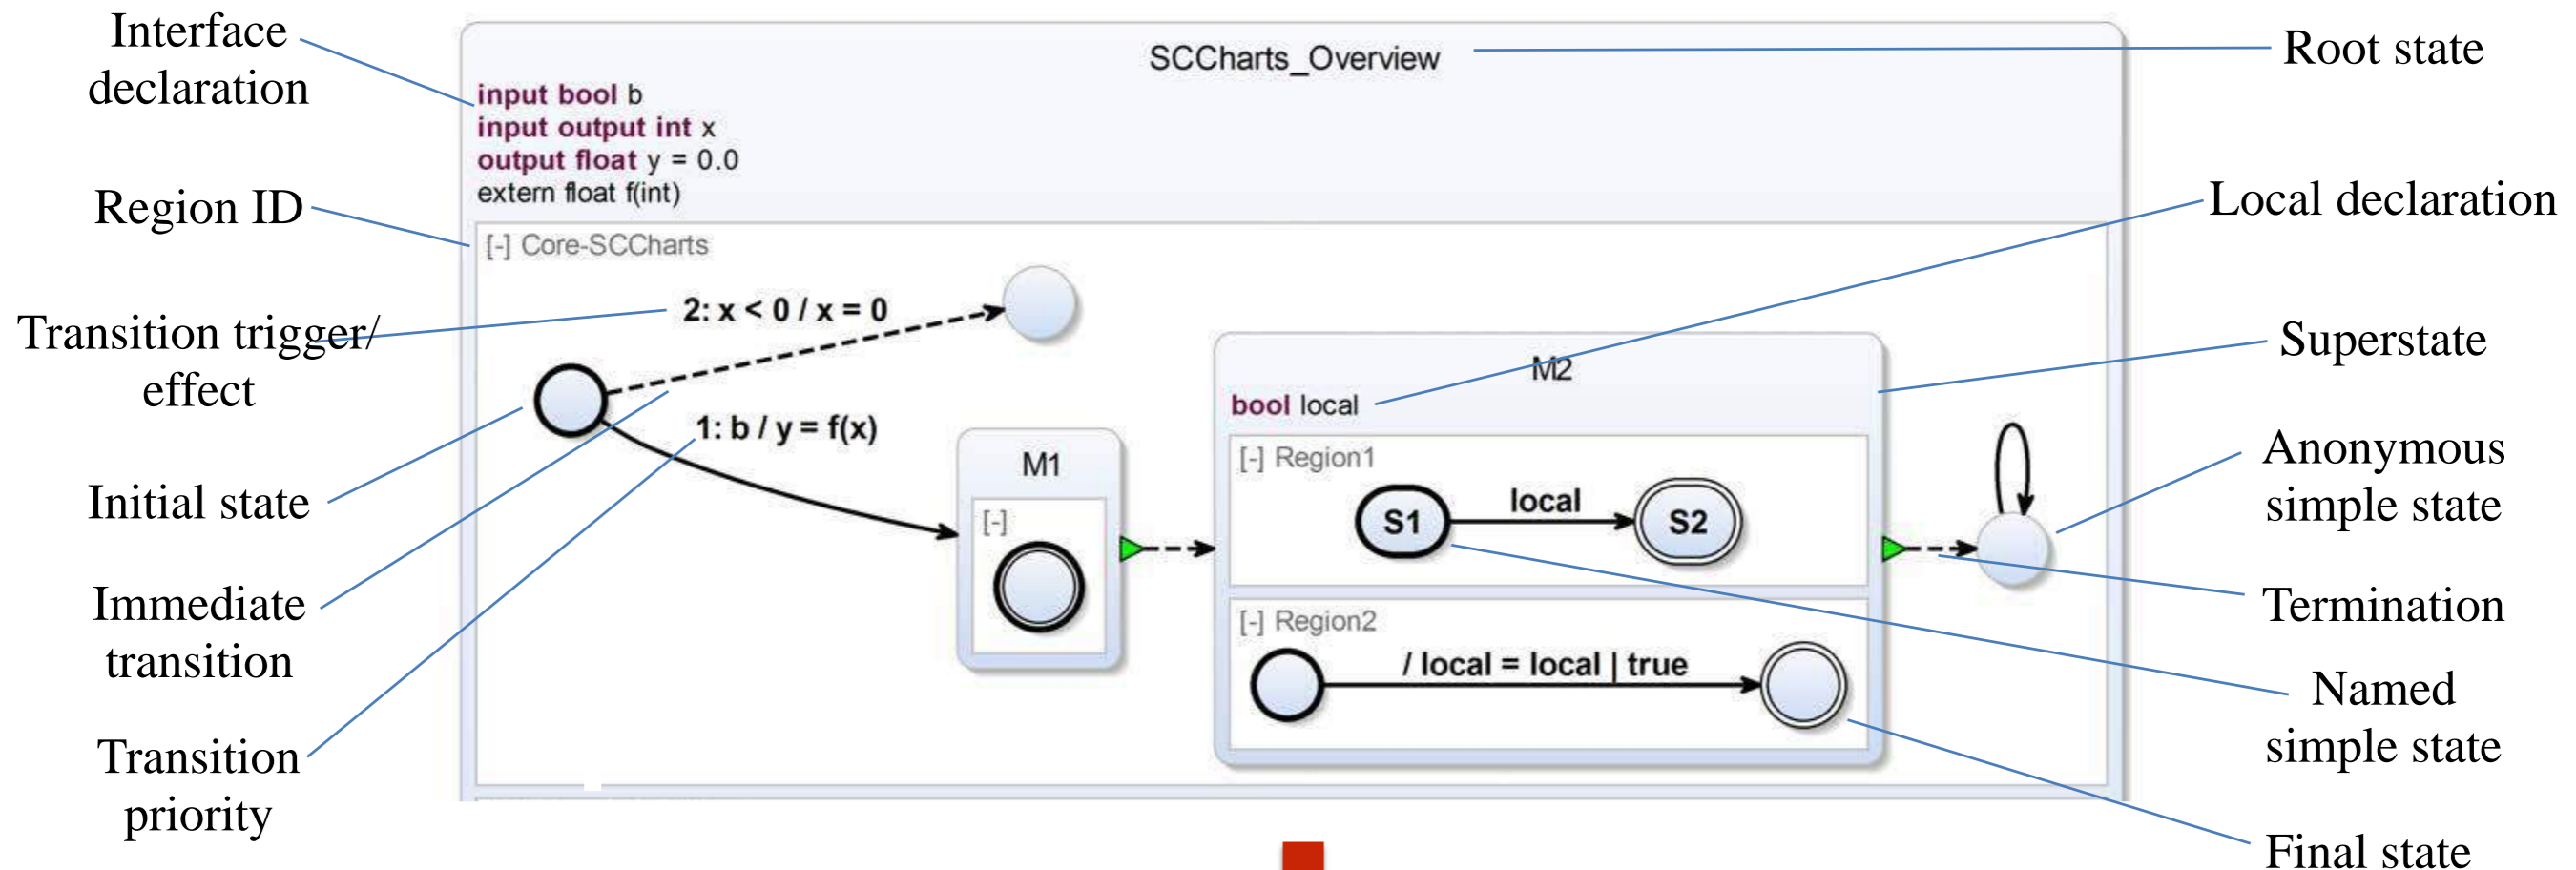 Interface
declaration
Region ID
Transition trigger/
effect
Initial state
Immediate
transition
Transition
priority
SCCharts_Overview
input bool b
input output int x
output float y = 0.0
extern float f(int)
[-] Core-SCCharts
2: x < 0 / x = 0
1: b / y = f(x)
M1
[-]
M2
bool local
[-] Region1
S1
local
S2
[-] Region2
/ local = local | true
Root state
Local declaration
Superstate
Anonymous
simple state
Termination
Named
simple state
Final state